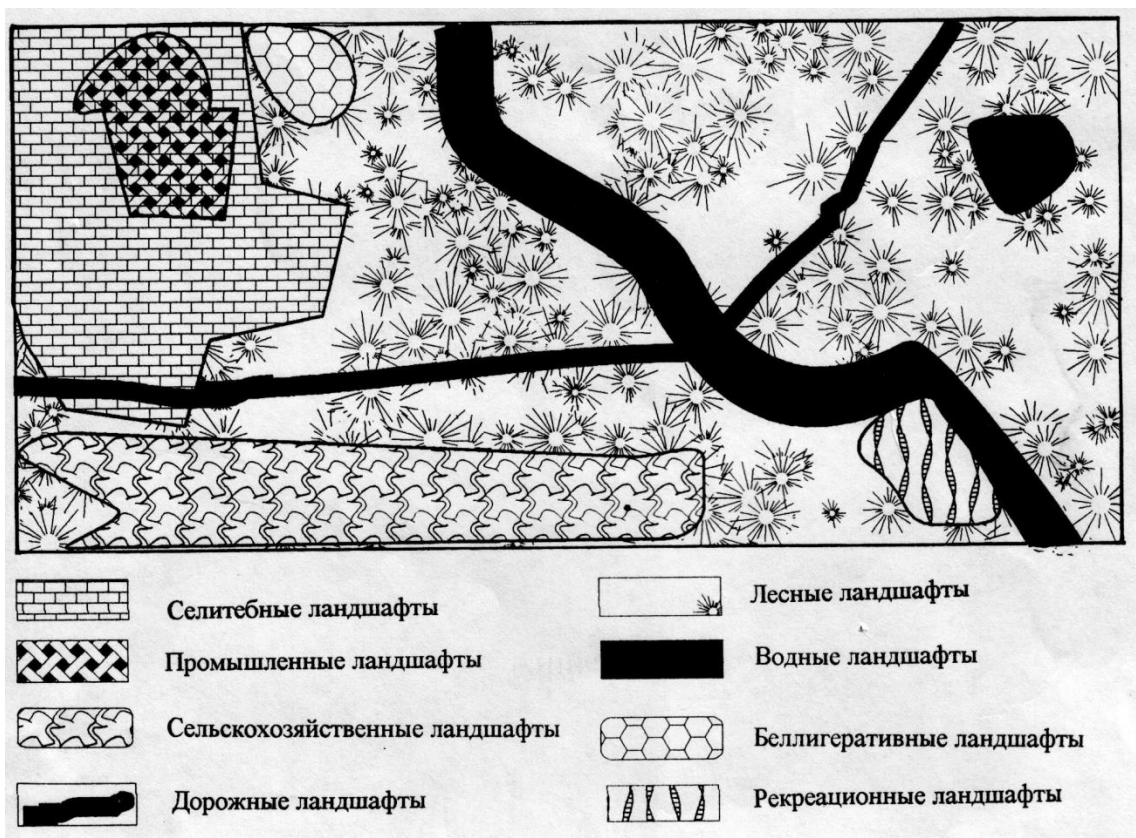 Селитебные ландшафты
Промышленные ландшафты
Сельскохозяйственные ландшафты
Дорожные ландшафты
Лесные ландшафты
Водные ландшафты
Беллигеративные ландшафты
Рекреационные ландшафты